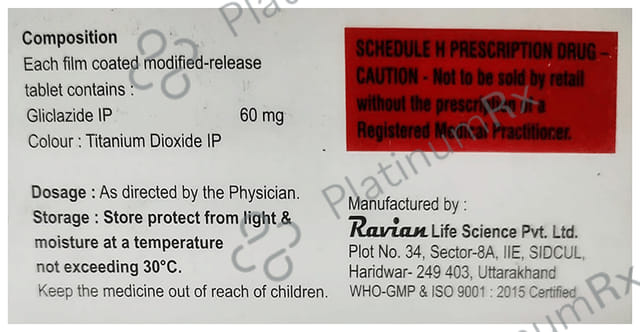 Composition
Each film coated modified-release
tablet contains :
Gliclazide IP 60 mg
Colour : Titanium Dioxide IP
Dosage : As directed by the Physician.
Storage : Store protect from light &
moisture at a temperature
not exceeding 30°C.
Keep the medicine out of reach of children.
SCHEDULE H PRESCRIPTION DRUG –
CAUTION - Not to be sold by retail
without the prescription of a
Registered Medical Practitioner.
Manufactured by :
Ravian Life Science Pvt. Ltd.
Plot No. 34, Sector-8A, IIE, SIDCUL,
Haridwar- 249 403, Uttarakhand
WHO-GMP & ISO 9001 : 2015 Certified
PlatinumRx
PlatinumRx
PlatinumRx